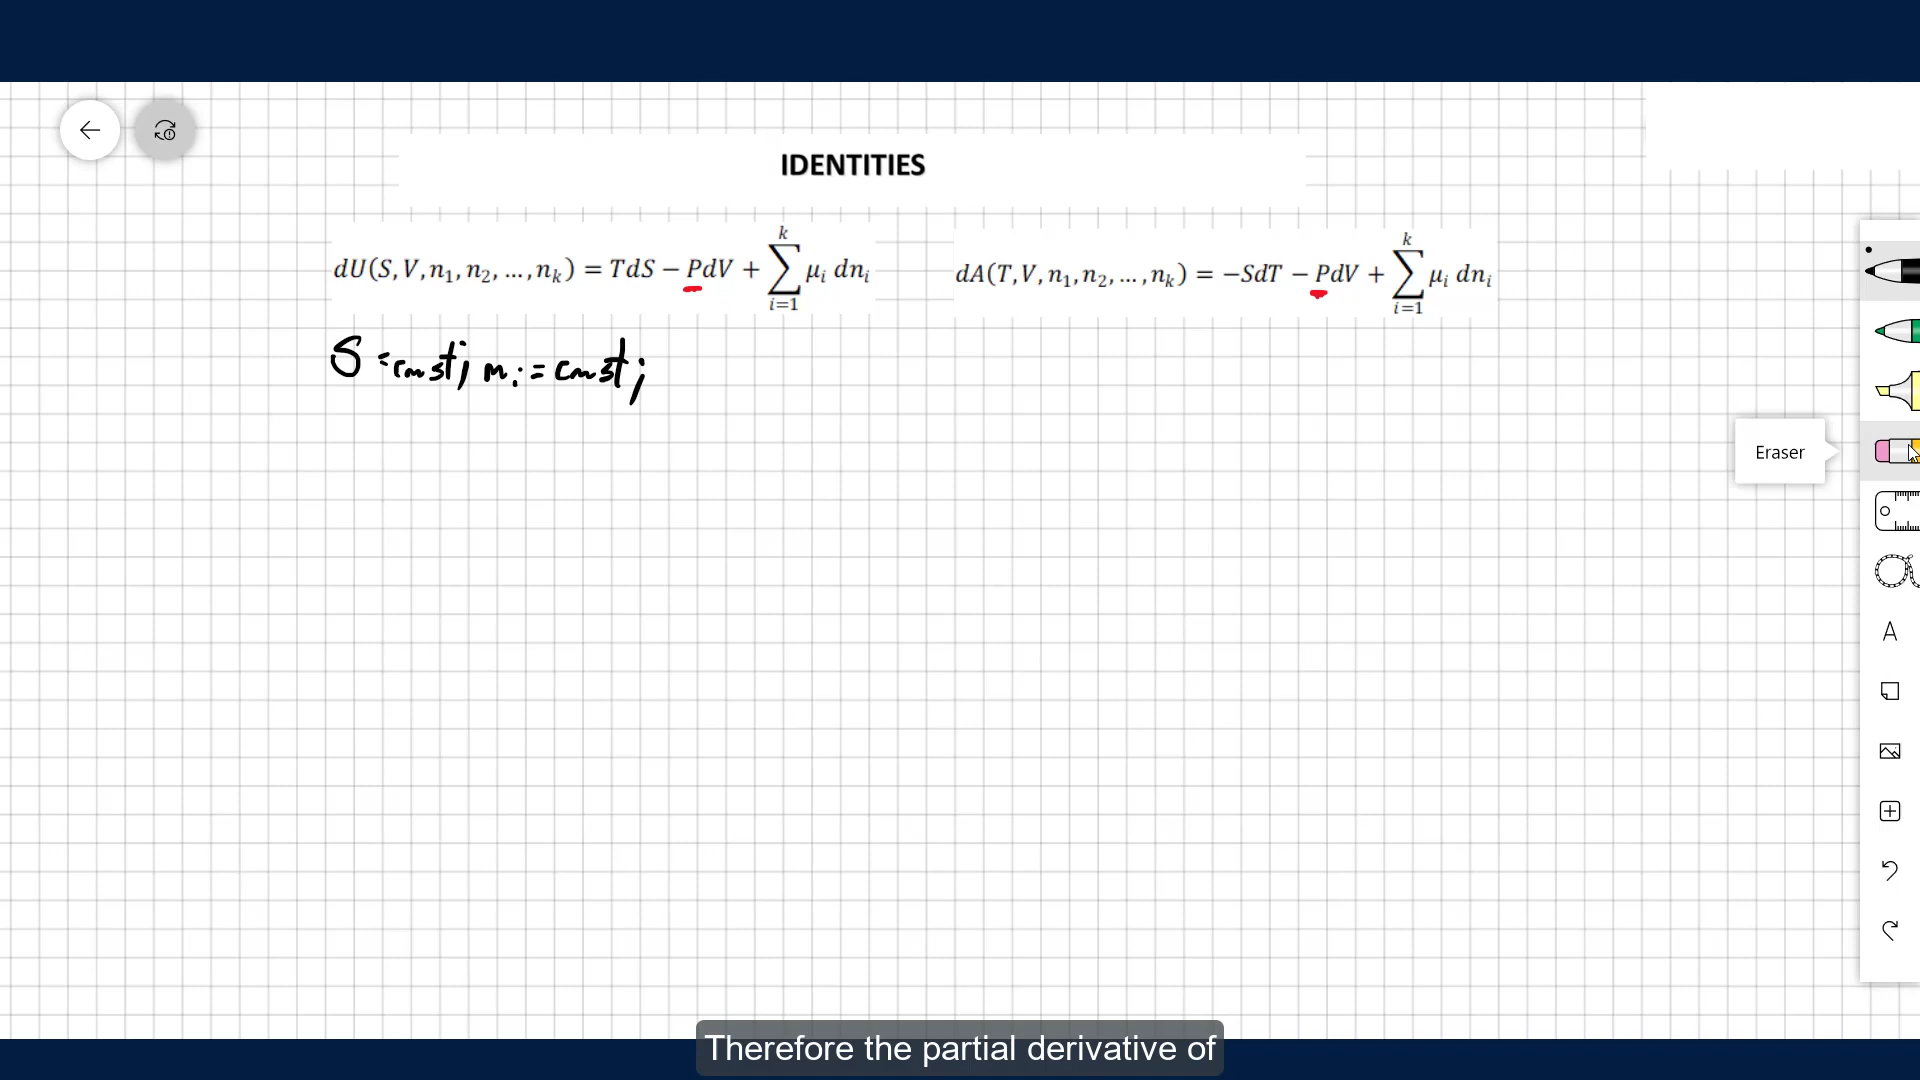 IDENTITIES
dU(S, V, n₁, n₂, …, nₖ) = TdS − PdV + ∑ᵢ₌₁ᵏ μᵢ dnᵢ
dA(T, V, n₁, n₂, …, nₖ) = −SdT − PdV + ∑ᵢ₌₁ᵏ μᵢ dnᵢ
S = const; nᵢ = const;
Eraser
A
Therefore the partial derivative of